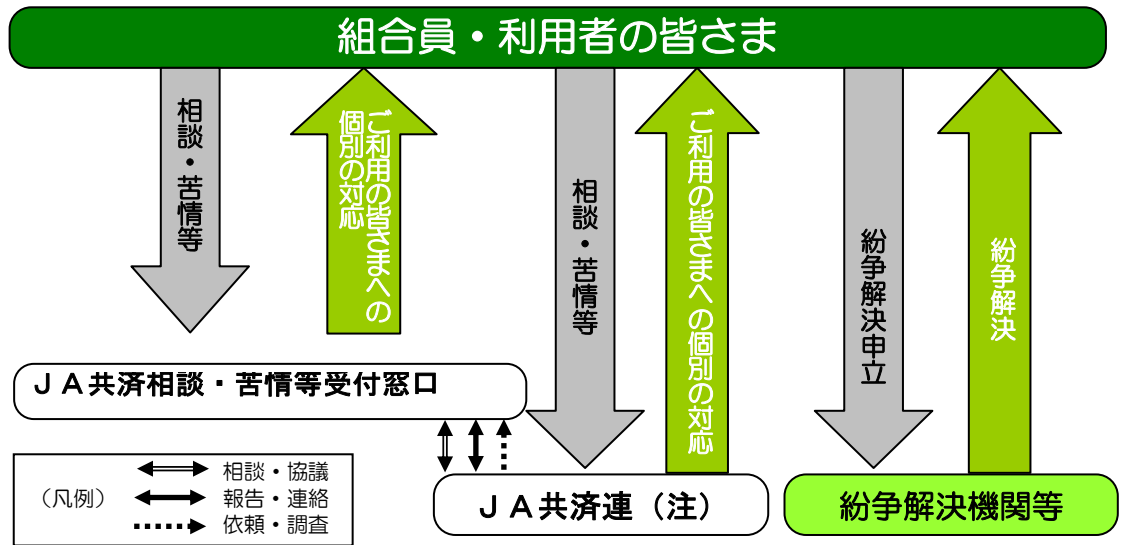 組合員・利用者の皆さま
相談・苦情等
ご利用の皆さまへの
個別の対応
相談・苦情等
ご利用の皆さまへの個別の対応
紛争解決申立
紛争解決
ＪＡ共済相談・苦情等受付窓口
ＪＡ共済連（注）
紛争解決機関等
（凡例）
相談・協議
報告・連絡
依頼・調査